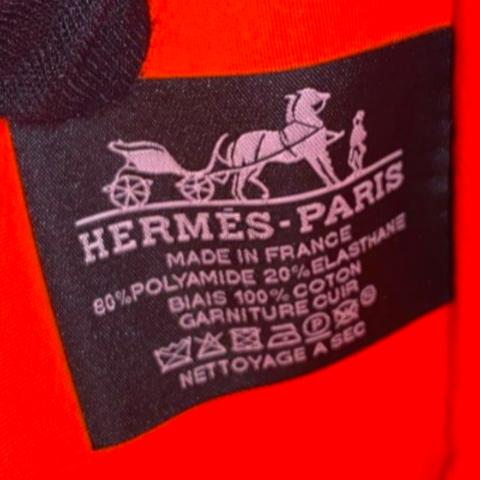 HERMÈS-PARIS
MADE IN FRANCE
80%POLYAMIDE 20%ELASTHANE
BIAIS 100% COTON
GARNITURE CUIR
NETTOYAGE A SEC